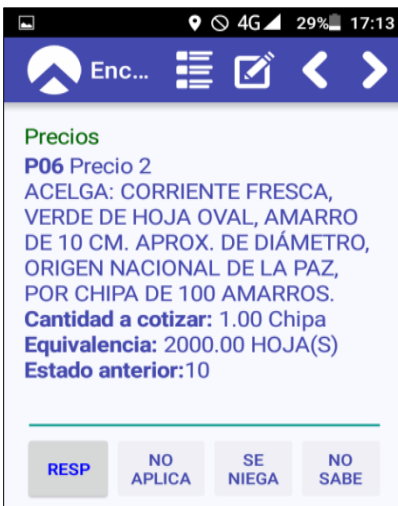 4G 29% 17:13
Enc...
Precios
P06 Precio 2
ACELGA: CORRIENTE FRESCA,
VERDE DE HOJA OVAL, AMARRO
DE 10 CM. APROX. DE DIÁMETRO,
ORIGEN NACIONAL DE LA PAZ,
POR CHIPA DE 100 AMARROS.
Cantidad a cotizar: 1.00 Chipa
Equivalencia: 2000.00 HOJA(S)
Estado anterior:10
RESP
NO
APLICA
SE
NIEGA
NO
SABE